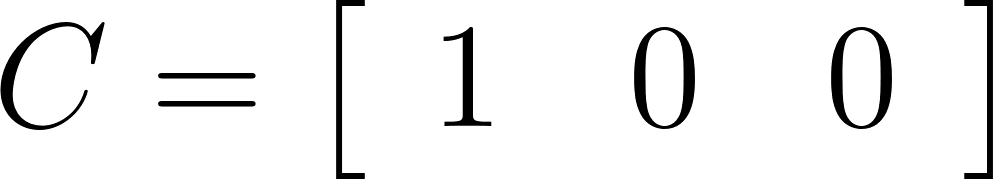 C = [ 1 0 0 ]